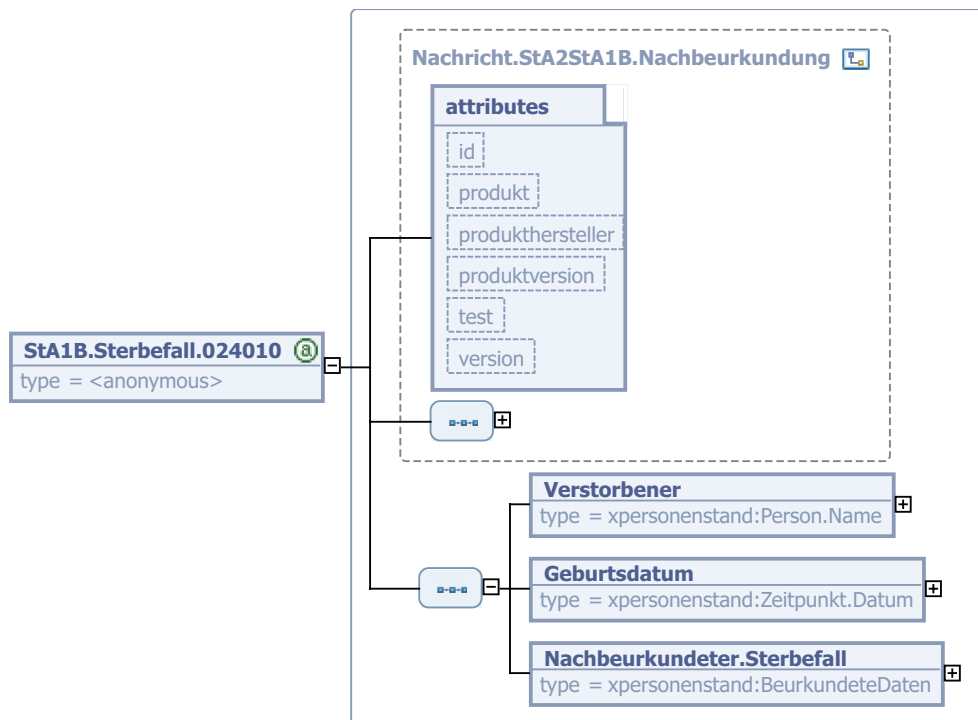 Nachricht.StA2StA1B.Nachbeurkundung
attributes
id
produkt
produkthersteller
produktversion
test
version
StA1B.Sterbefall.024010 @
type = <anonymous>
Verstorbener
type = xpersonenstand:Person.Name
Geburtsdatum
type = xpersonenstand:Zeitpunkt.Datum
Nachbeurkundeter.Sterbefall
type = xpersonenstand:BeurkundeteDaten